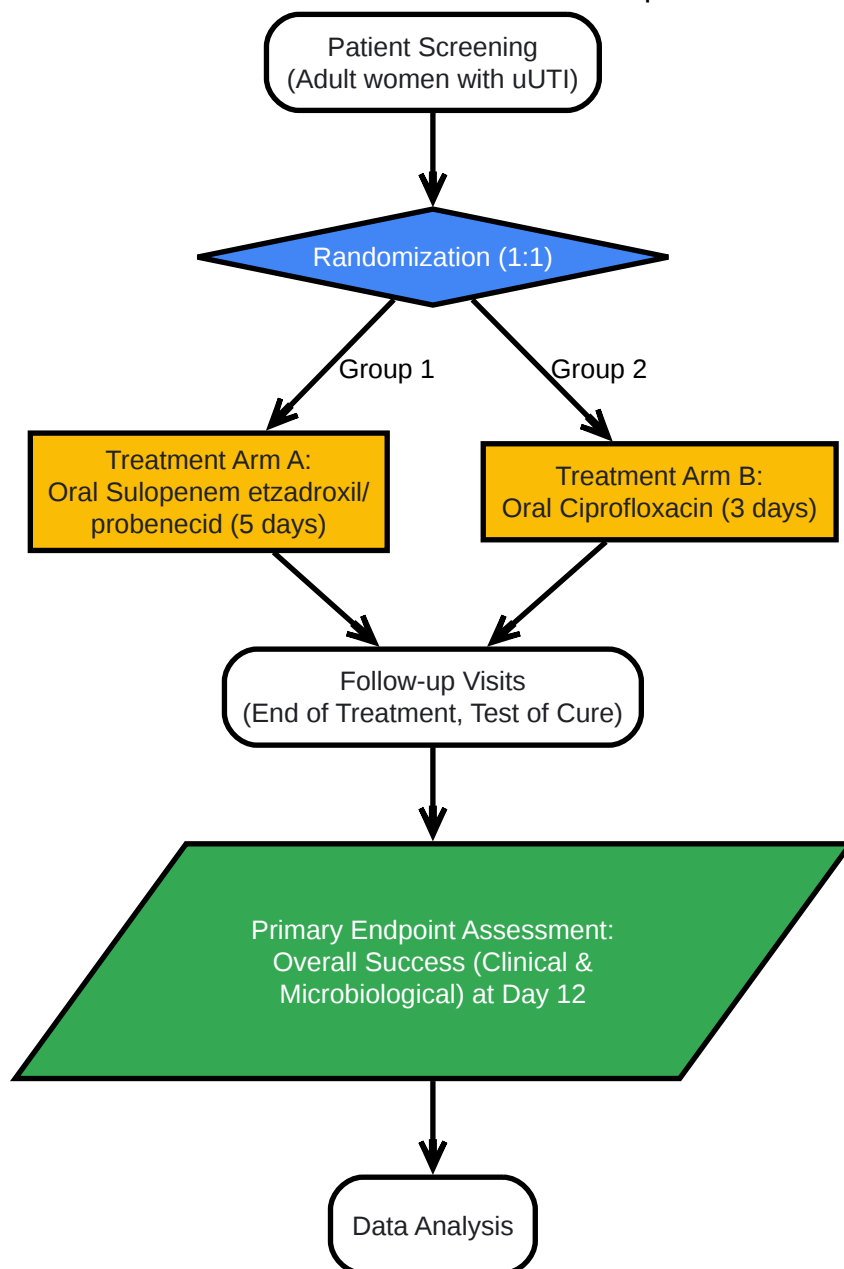 Patient Screening
(Adult women with uUTI)
Randomization (1:1)
Group 1
Group 2
Treatment Arm A:
Oral Sulopenem etzadroxil/
probenecid (5 days)
Treatment Arm B:
Oral Ciprofloxacin (3 days)
Follow-up Visits
(End of Treatment, Test of Cure)
Primary Endpoint Assessment:
Overall Success (Clinical &
Microbiological) at Day 12
Data Analysis